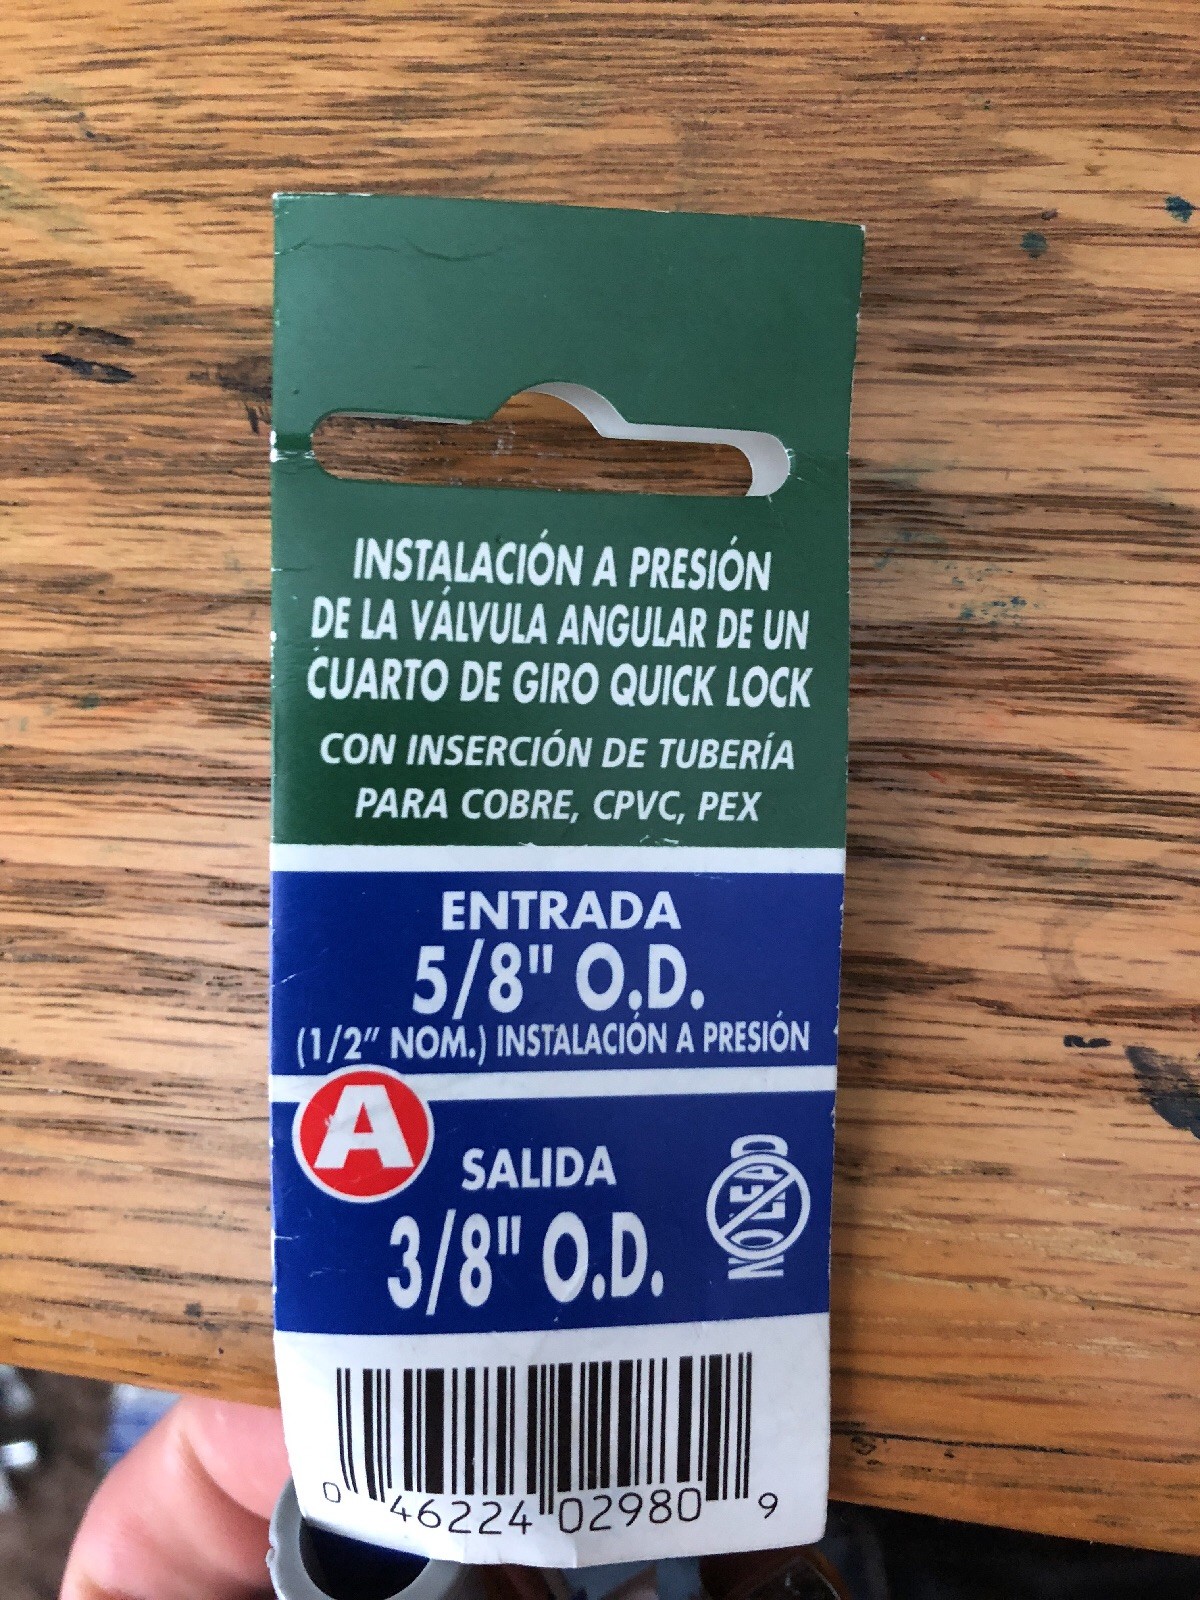 INSTALACIÓN A PRESIÓN
DE LA VÁLVULA ANGULAR DE UN
CUARTO DE GIRO QUICK LOCK
CON INSERCIÓN DE TUBERÍA
PARA COBRE, CPVC, PEX
ENTRADA
5/8" O.D.
(1/2” NOM.) INSTALACIÓN A PRESIÓN
A
SALIDA
3/8" O.D.
NO LEAD
0 46224 02980 9